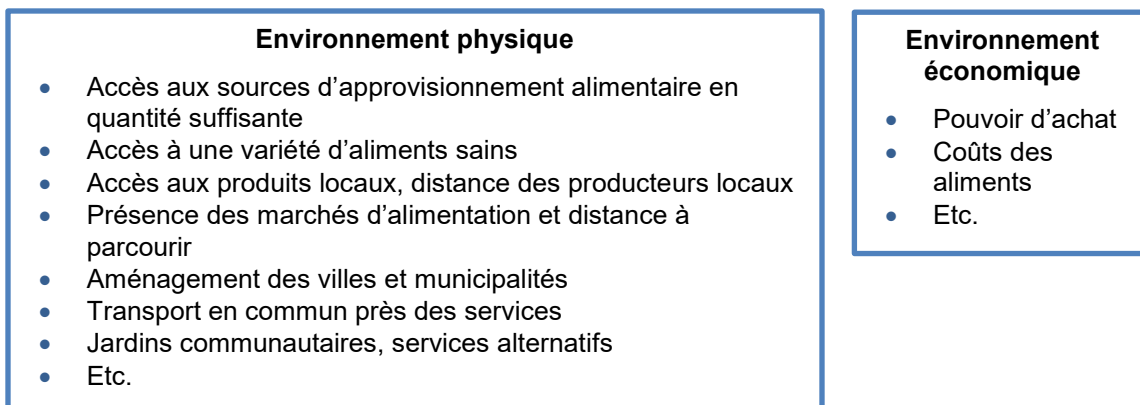 Environnement physique
• Accès aux sources d’approvisionnement alimentaire en
quantité suffisante
• Accès à une variété d’aliments sains
• Accès aux produits locaux, distance des producteurs locaux
• Présence des marchés d’alimentation et distance à
parcourir
• Aménagement des villes et municipalités
• Transport en commun près des services
• Jardins communautaires, services alternatifs
• Etc.
Environnement
économique
• Pouvoir d’achat
• Coûts des
aliments
• Etc.